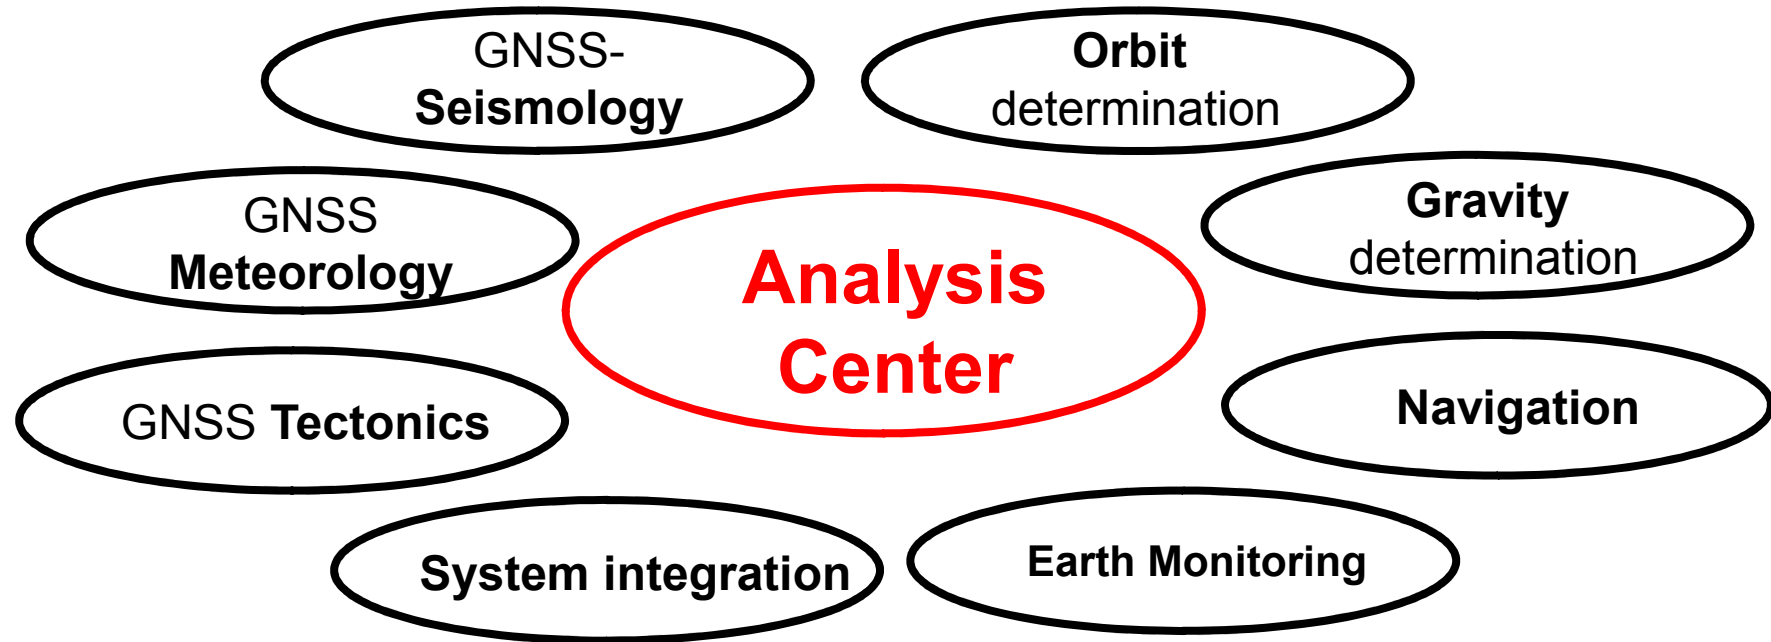 GNSS-
Seismology
Orbit
determination
GNSS
Meteorology
Gravity
determination
Analysis
Center
GNSS Tectonics
Navigation
System integration
Earth Monitoring